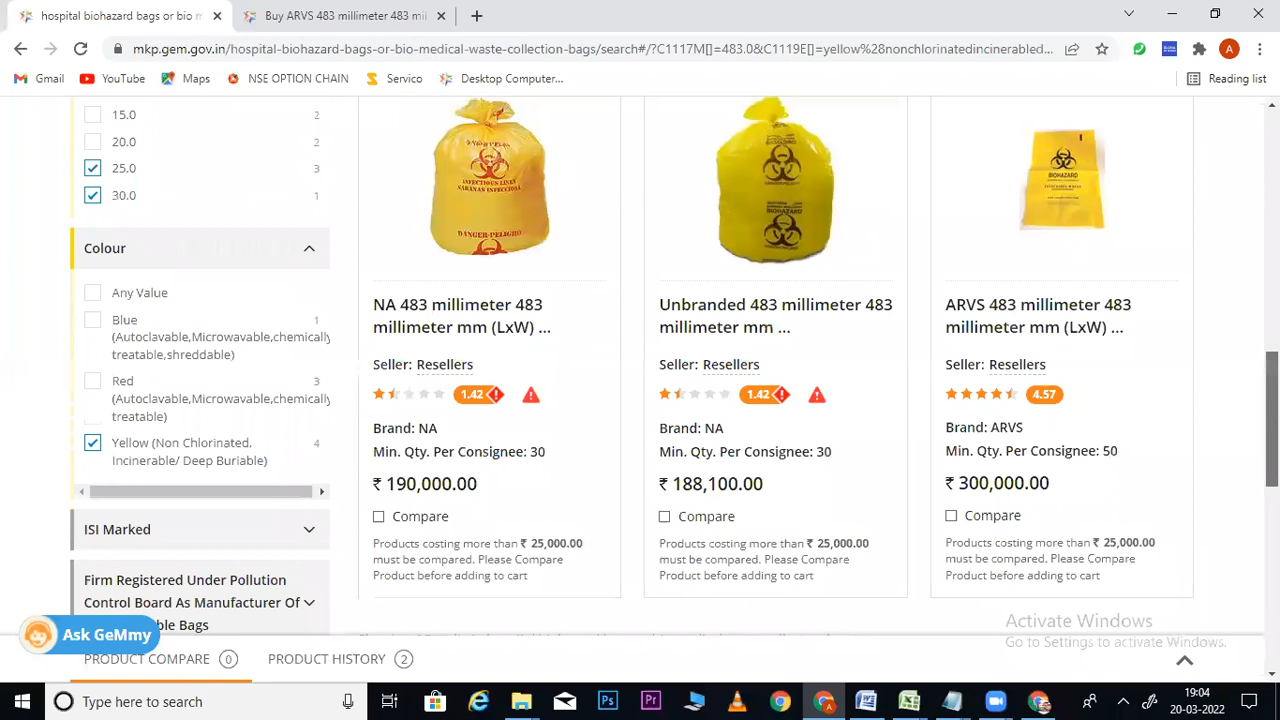 hospital biohazard bags or bio m
Buy ARVS 483 millimeter 483 mil
mkp.gem.gov.in/hospital-biohazard-bags-or-bio-medical-waste-collection-bags/search#/?C1117M[]=483.0&C1119E[]=yellow%28nonchlorinatedincinerabled...
A
Gmail
YouTube
Maps
NSE OPTION CHAIN
Servico
Desktop Computer...
Reading list
15.0 2
20.0 2
25.0 3
30.0 1
Colour
Any Value
Blue 1
(Autoclavable,Microwavable,chemically
treatable,shreddable)
Red 3
(Autoclavable,Microwavable,chemically
treatable)
Yellow (Non Chlorinated, 4
Incinerable/ Deep Buriable)
ISI Marked
Firm Registered Under Pollution
Control Board As Manufacturer Of
ble Bags
Ask GeMmy
INFECTIOUS LINEN
SABANAS INFECCIOSA
DANGER-PELIGRO
NA 483 millimeter 483
millimeter mm (LxW) ...
Seller: Resellers
1.42
Brand: NA
Min. Qty. Per Consignee: 30
₹ 190,000.00
Compare
Products costing more than ₹ 25,000.00
must be compared. Please Compare
Product before adding to cart
BIOHAZARD
BIOHAZARD
Unbranded 483 millimeter 483
millimeter mm ...
Seller: Resellers
1.42
Brand: NA
Min. Qty. Per Consignee: 30
₹ 188,100.00
Compare
Products costing more than ₹ 25,000.00
must be compared. Please Compare
Product before adding to cart
BIOHAZARD
ARVS 483 millimeter 483
millimeter mm (LxW) ...
Seller: Resellers
4.57
Brand: ARVS
Min. Qty. Per Consignee: 50
₹ 300,000.00
Compare
Products costing more than ₹ 25,000.00
must be compared. Please Compare
Product before adding to cart
Activate Windows
Go to Settings to activate Windows.
PRODUCT COMPARE 0
PRODUCT HISTORY 2
Type here to search
Ps
Pr
19:04
20-03-2022